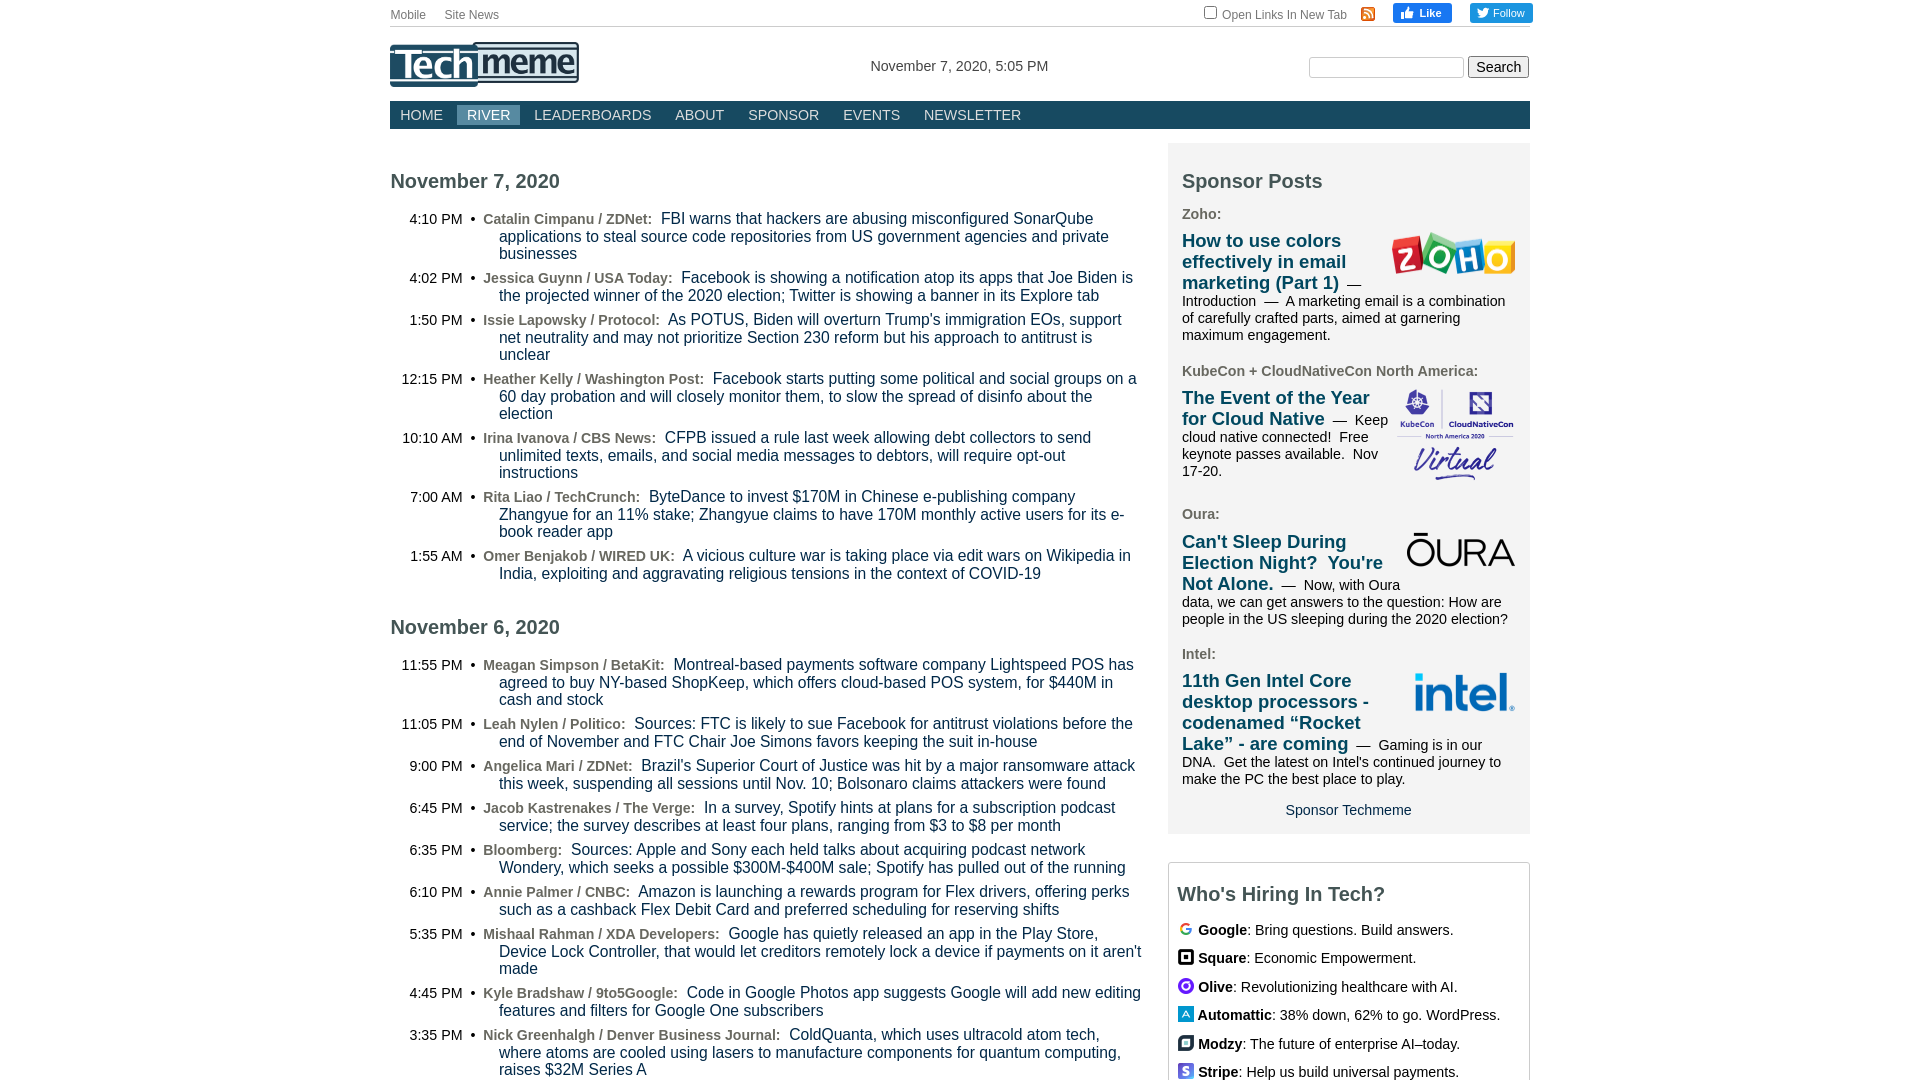 Mobile Site News Open Links In New Tab Like Follow
Techmeme November 7, 2020, 5:05 PM Search
HOME RIVER LEADERBOARDS ABOUT SPONSOR EVENTS NEWSLETTER
November 7, 2020
4:10 PM • Catalin Cimpanu / ZDNet: FBI warns that hackers are abusing misconfigured SonarQube
applications to steal source code repositories from US government agencies and private
businesses
4:02 PM • Jessica Guynn / USA Today: Facebook is showing a notification atop its apps that Joe Biden is
the projected winner of the 2020 election; Twitter is showing a banner in its Explore tab
1:50 PM • Issie Lapowsky / Protocol: As POTUS, Biden will overturn Trump's immigration EOs, support
net neutrality and may not prioritize Section 230 reform but his approach to antitrust is
unclear
12:15 PM • Heather Kelly / Washington Post: Facebook starts putting some political and social groups on a
60 day probation and will closely monitor them, to slow the spread of disinfo about the
election
10:10 AM • Irina Ivanova / CBS News: CFPB issued a rule last week allowing debt collectors to send
unlimited texts, emails, and social media messages to debtors, will require opt-out
instructions
7:00 AM • Rita Liao / TechCrunch: ByteDance to invest $170M in Chinese e-publishing company
Zhangyue for an 11% stake; Zhangyue claims to have 170M monthly active users for its e-
book reader app
1:55 AM • Omer Benjakob / WIRED UK: A vicious culture war is taking place via edit wars on Wikipedia in
India, exploiting and aggravating religious tensions in the context of COVID-19
November 6, 2020
11:55 PM • Meagan Simpson / BetaKit: Montreal-based payments software company Lightspeed POS has
agreed to buy NY-based ShopKeep, which offers cloud-based POS system, for $440M in
cash and stock
11:05 PM • Leah Nylen / Politico: Sources: FTC is likely to sue Facebook for antitrust violations before the
end of November and FTC Chair Joe Simons favors keeping the suit in-house
9:00 PM • Angelica Mari / ZDNet: Brazil's Superior Court of Justice was hit by a major ransomware attack
this week, suspending all sessions until Nov. 10; Bolsonaro claims attackers were found
6:45 PM • Jacob Kastrenakes / The Verge: In a survey, Spotify hints at plans for a subscription podcast
service; the survey describes at least four plans, ranging from $3 to $8 per month
6:35 PM • Bloomberg: Sources: Apple and Sony each held talks about acquiring podcast network
Wondery, which seeks a possible $300M-$400M sale; Spotify has pulled out of the running
6:10 PM • Annie Palmer / CNBC: Amazon is launching a rewards program for Flex drivers, offering perks
such as a cashback Flex Debit Card and preferred scheduling for reserving shifts
5:35 PM • Mishaal Rahman / XDA Developers: Google has quietly released an app in the Play Store,
Device Lock Controller, that would let creditors remotely lock a device if payments on it aren't
made
4:45 PM • Kyle Bradshaw / 9to5Google: Code in Google Photos app suggests Google will add new editing
features and filters for Google One subscribers
3:35 PM • Nick Greenhalgh / Denver Business Journal: ColdQuanta, which uses ultracold atom tech,
where atoms are cooled using lasers to manufacture components for quantum computing,
raises $32M Series A
Sponsor Posts
Zoho:
How to use colors
effectively in email
marketing (Part 1) —
ZOHO
Introduction — A marketing email is a combination
of carefully crafted parts, aimed at garnering
maximum engagement.
KubeCon + CloudNativeCon North America:
The Event of the Year
for Cloud Native — Keep
cloud native connected! Free
keynote passes available. Nov
17-20.
KubeCon CloudNativeCon
North America 2020
Virtual
Oura:
Can't Sleep During
Election Night? You're
Not Alone. — Now, with Oura
ŌURA
data, we can get answers to the question: How are
people in the US sleeping during the 2020 election?
Intel:
11th Gen Intel Core
desktop processors -
codenamed “Rocket
Lake” - are coming — Gaming is in our
intel®
DNA. Get the latest on Intel's continued journey to
make the PC the best place to play.
Sponsor Techmeme
Who's Hiring In Tech?
Google: Bring questions. Build answers.
Square: Economic Empowerment.
Olive: Revolutionizing healthcare with AI.
Automattic: 38% down, 62% to go. WordPress.
Modzy: The future of enterprise AI–today.
Stripe: Help us build universal payments.